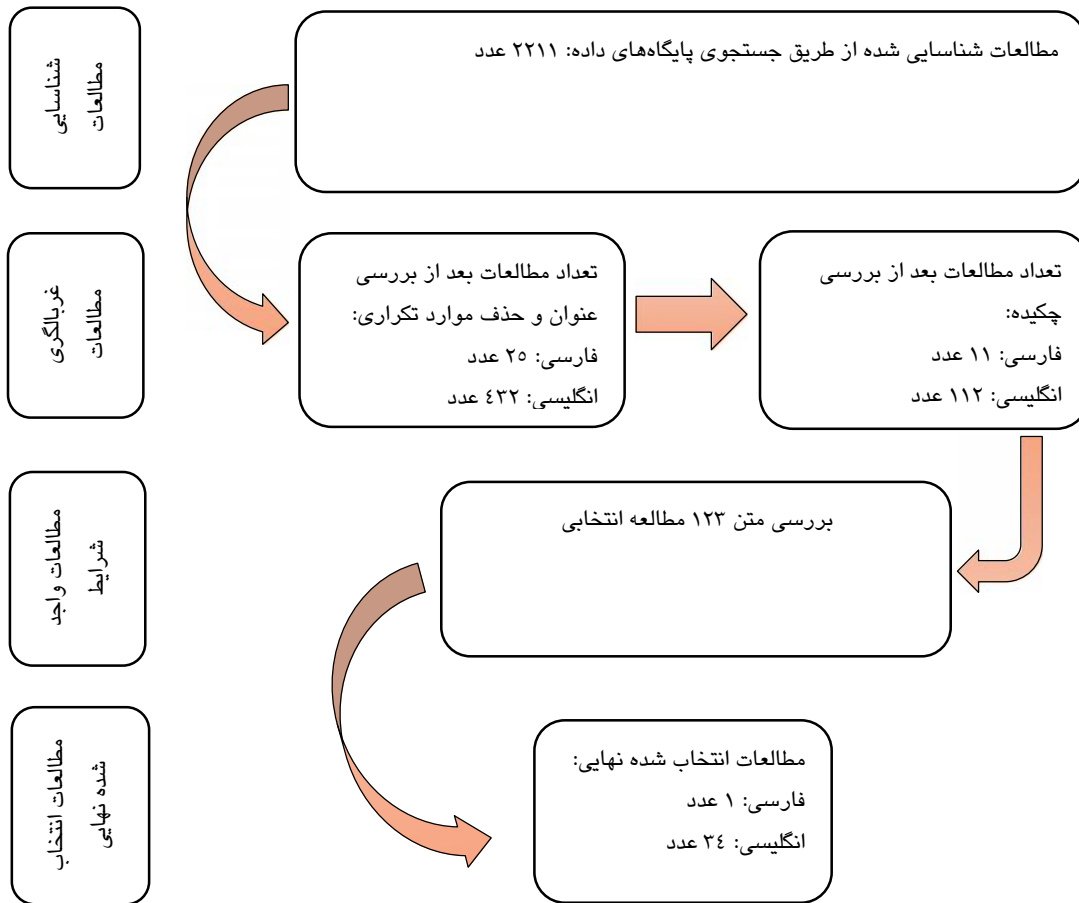 مطالعات شناسایی شده از طریق جستجوی پایگاه‌های داده: ۲۲۱۱ عدد
شناسایی
مطالعات
تعداد مطالعات بعد از بررسی
چکیده:
فارسی: ۱۱ عدد
انگلیسی: ۱۱۲ عدد
تعداد مطالعات بعد از بررسی
عنوان و حذف موارد تکراری:
فارسی: ۲۵ عدد
انگلیسی: ٤۳۲ عدد
غربالگری
مطالعات
بررسی متن ۱۲۳ مطالعه انتخابی
مطالعات واجد
شرایط
مطالعات انتخاب شده نهایی:
فارسی: ۱ عدد
انگلیسی: ۳٤ عدد
مطالعات انتخاب
شده نهایی